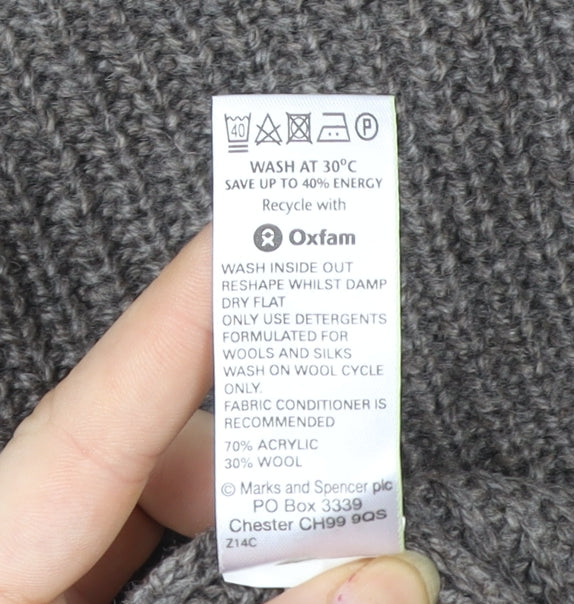 40 P
WASH AT 30°C
SAVE UP TO 40% ENERGY
Recycle with
Oxfam
WASH INSIDE OUT
RESHAPE WHILST DAMP
DRY FLAT
ONLY USE DETERGENTS
FORMULATED FOR
WOOLS AND SILKS
WASH ON WOOL CYCLE
ONLY.
FABRIC CONDITIONER IS
RECOMMENDED
70% ACRYLIC
30% WOOL
© Marks and Spencer plc
PO Box 3339
Chester CH99 9QS
Z14C